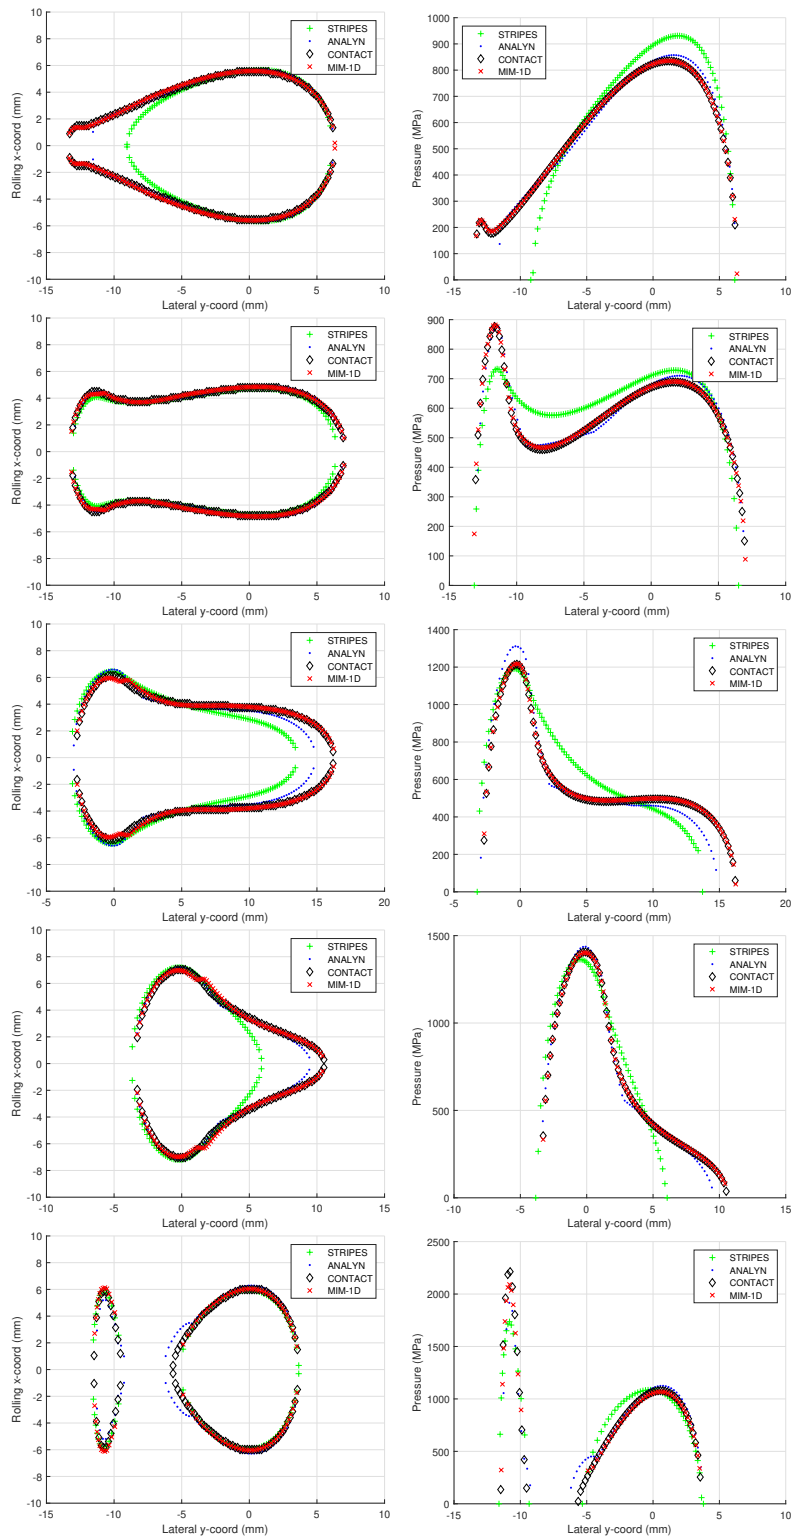 10
8
6
4
2
0
-2
-4
-6
-8
-10
Rolling x-coord (mm)
STRIPES
ANALYN
CONTACT
MIM-1D
-15 -10 -5 0 5 10
Lateral y-coord (mm)
1000
900
800
700
600
500
400
300
200
100
0
Pressure (MPa)
STRIPES
ANALYN
CONTACT
MIM-1D
-15 -10 -5 0 5 10
Lateral y-coord (mm)
10
8
6
4
2
0
-2
-4
-6
-8
-10
Rolling x-coord (mm)
STRIPES
ANALYN
CONTACT
MIM-1D
-15 -10 -5 0 5 10
Lateral y-coord (mm)
900
800
700
600
500
400
300
200
100
0
Pressure (MPa)
STRIPES
ANALYN
CONTACT
MIM-1D
-15 -10 -5 0 5 10
Lateral y-coord (mm)
10
8
6
4
2
0
-2
-4
-6
-8
-10
Rolling x-coord (mm)
STRIPES
ANALYN
CONTACT
MIM-1D
-5 0 5 10 15 20
Lateral y-coord (mm)
1400
1200
1000
800
600
400
200
0
Pressure (MPa)
STRIPES
ANALYN
CONTACT
MIM-1D
-5 0 5 10 15 20
Lateral y-coord (mm)
10
8
6
4
2
0
-2
-4
-6
-8
-10
Rolling x-coord (mm)
STRIPES
ANALYN
CONTACT
MIM-1D
-10 -5 0 5 10 15
Lateral y-coord (mm)
1500
1000
500
0
Pressure (MPa)
STRIPES
ANALYN
CONTACT
MIM-1D
-10 -5 0 5 10 15
Lateral y-coord (mm)
10
8
6
4
2
0
-2
-4
-6
-8
-10
Rolling x-coord (mm)
STRIPES
ANALYN
CONTACT
MIM-1D
-15 -10 -5 0 5 10
Lateral y-coord (mm)
2500
2000
1500
1000
500
0
Pressure (MPa)
STRIPES
ANALYN
CONTACT
MIM-1D
-15 -10 -5 0 5 10
Lateral y-coord (mm)